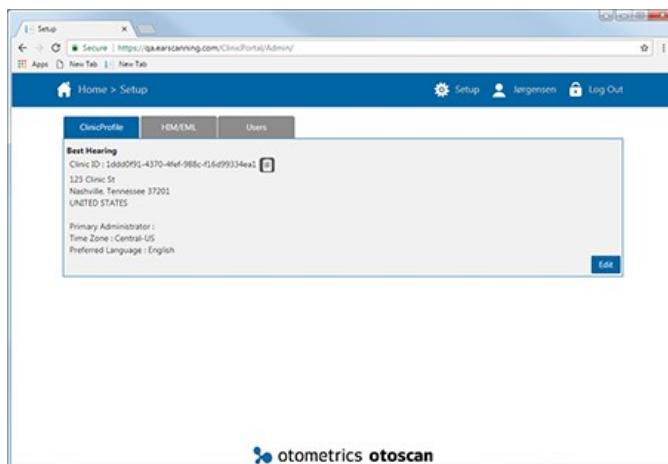 Setup
Secure | https://qa.earscanning.com/ClinicPortal/Admin/
Apps New Tab New Tab
Home > Setup Setup Jørgensen Log Out
ClinicProfile HIM/EML Users
Best Hearing
Clinic ID : 1ddd0f91-4370-4fef-988c-f16d99334ea1
123 Clinic St
Nashville, Tennessee 37201
UNITED STATES
Primary Administrator :
Time Zone : Central-US
Preferred Language : English
Edit
otometrics otoscan